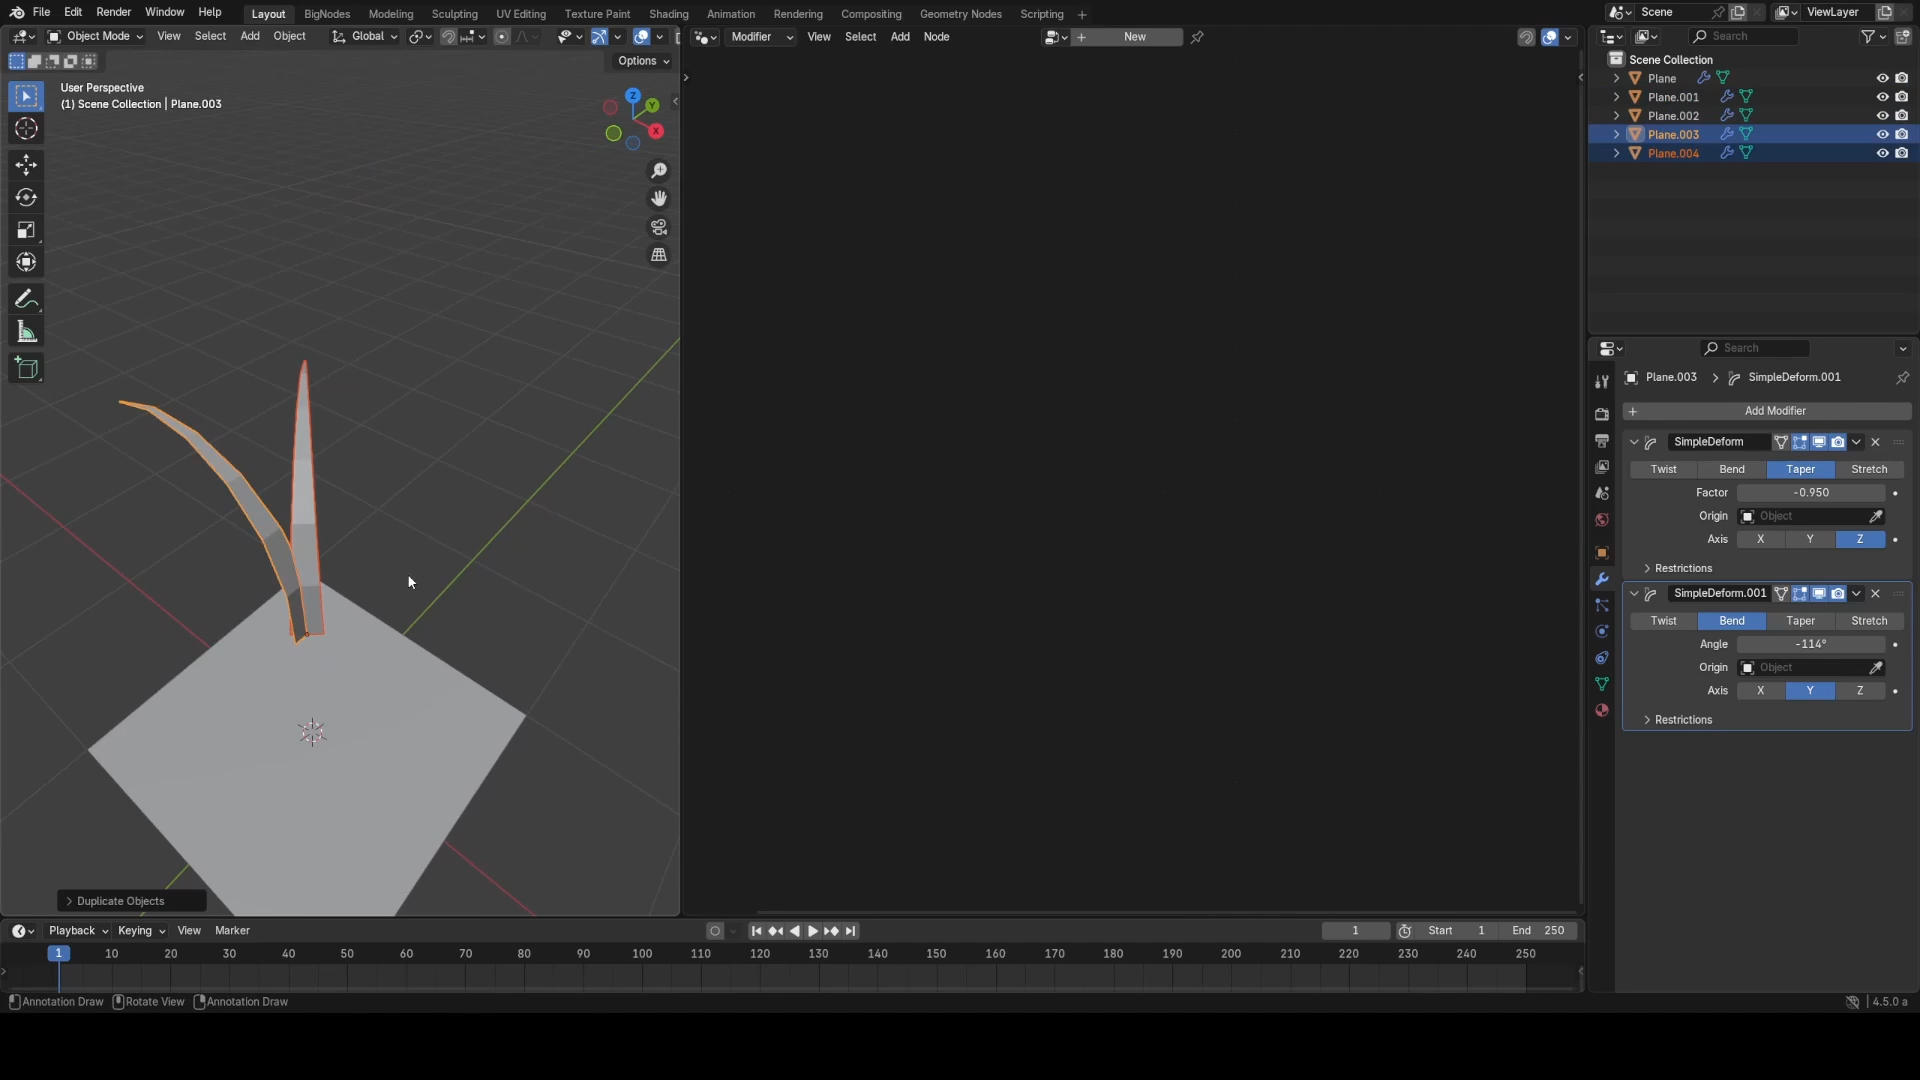 File Edit Render Window Help
Layout BigNodes Modeling Sculpting UV Editing Texture Paint Shading Animation Rendering Compositing Geometry Nodes Scripting +
Scene
ViewLayer
Object Mode View Select Add Object Global
Modifier View Select Add Node
New
Search
Options
User Perspective
(1) Scene Collection | Plane.003
Z
Y
X
Scene Collection
Plane
Plane.001
Plane.002
Plane.003
Plane.004
Search
Plane.003 > SimpleDeform.001
Add Modifier
SimpleDeform
Twist Bend Taper Stretch
Factor -0.950
Origin Object
Axis X Y Z
Restrictions
SimpleDeform.001
Twist Bend Taper Stretch
Angle -114°
Origin Object
Axis X Y Z
Restrictions
Duplicate Objects
Playback Keying View Marker
1 Start 1 End 250
1 10 20 30 40 50 60 70 80 90 100 110 120 130 140 150 160 170 180 190 200 210 220 230 240 250
Annotation Draw Rotate View Annotation Draw
4.5.0 a